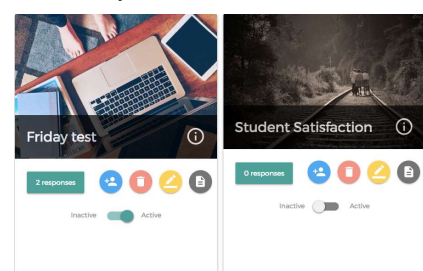 Friday test
2 responses
Inactive Active
Student Satisfaction
0 responses
Inactive Active